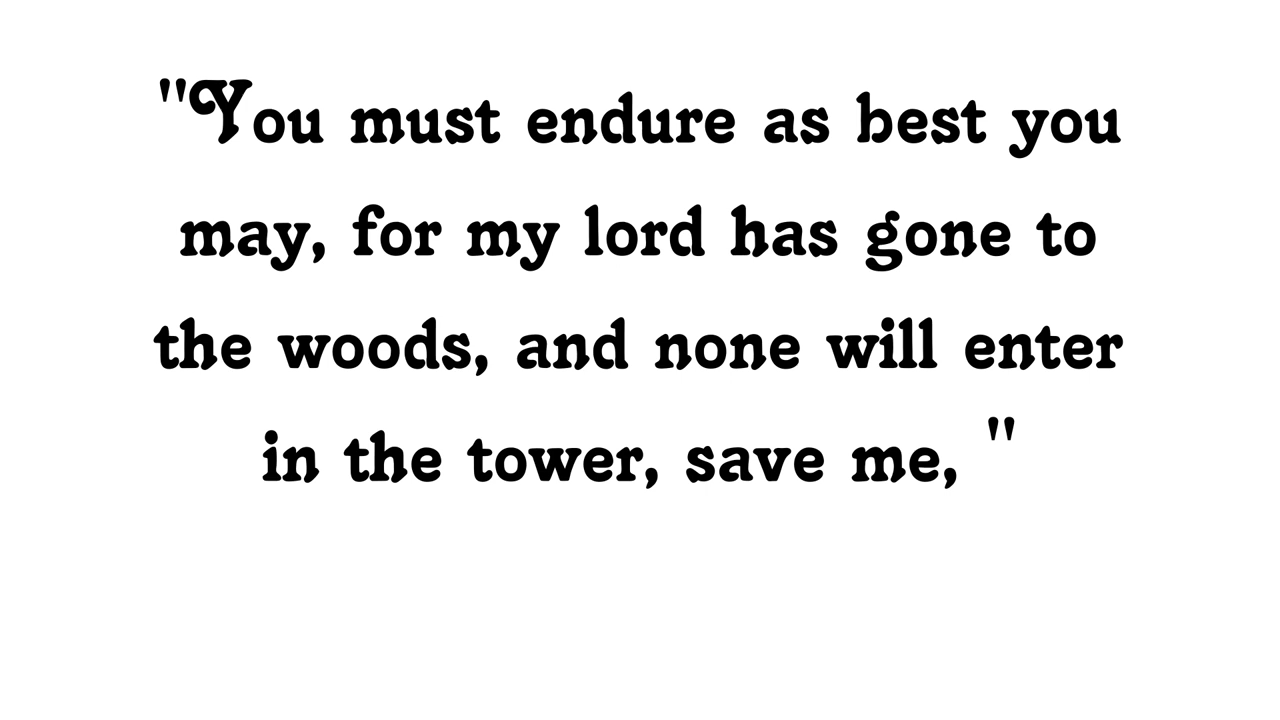 "You must endure as best you
may, for my lord has gone to
the woods, and none will enter
in the tower, save me, "